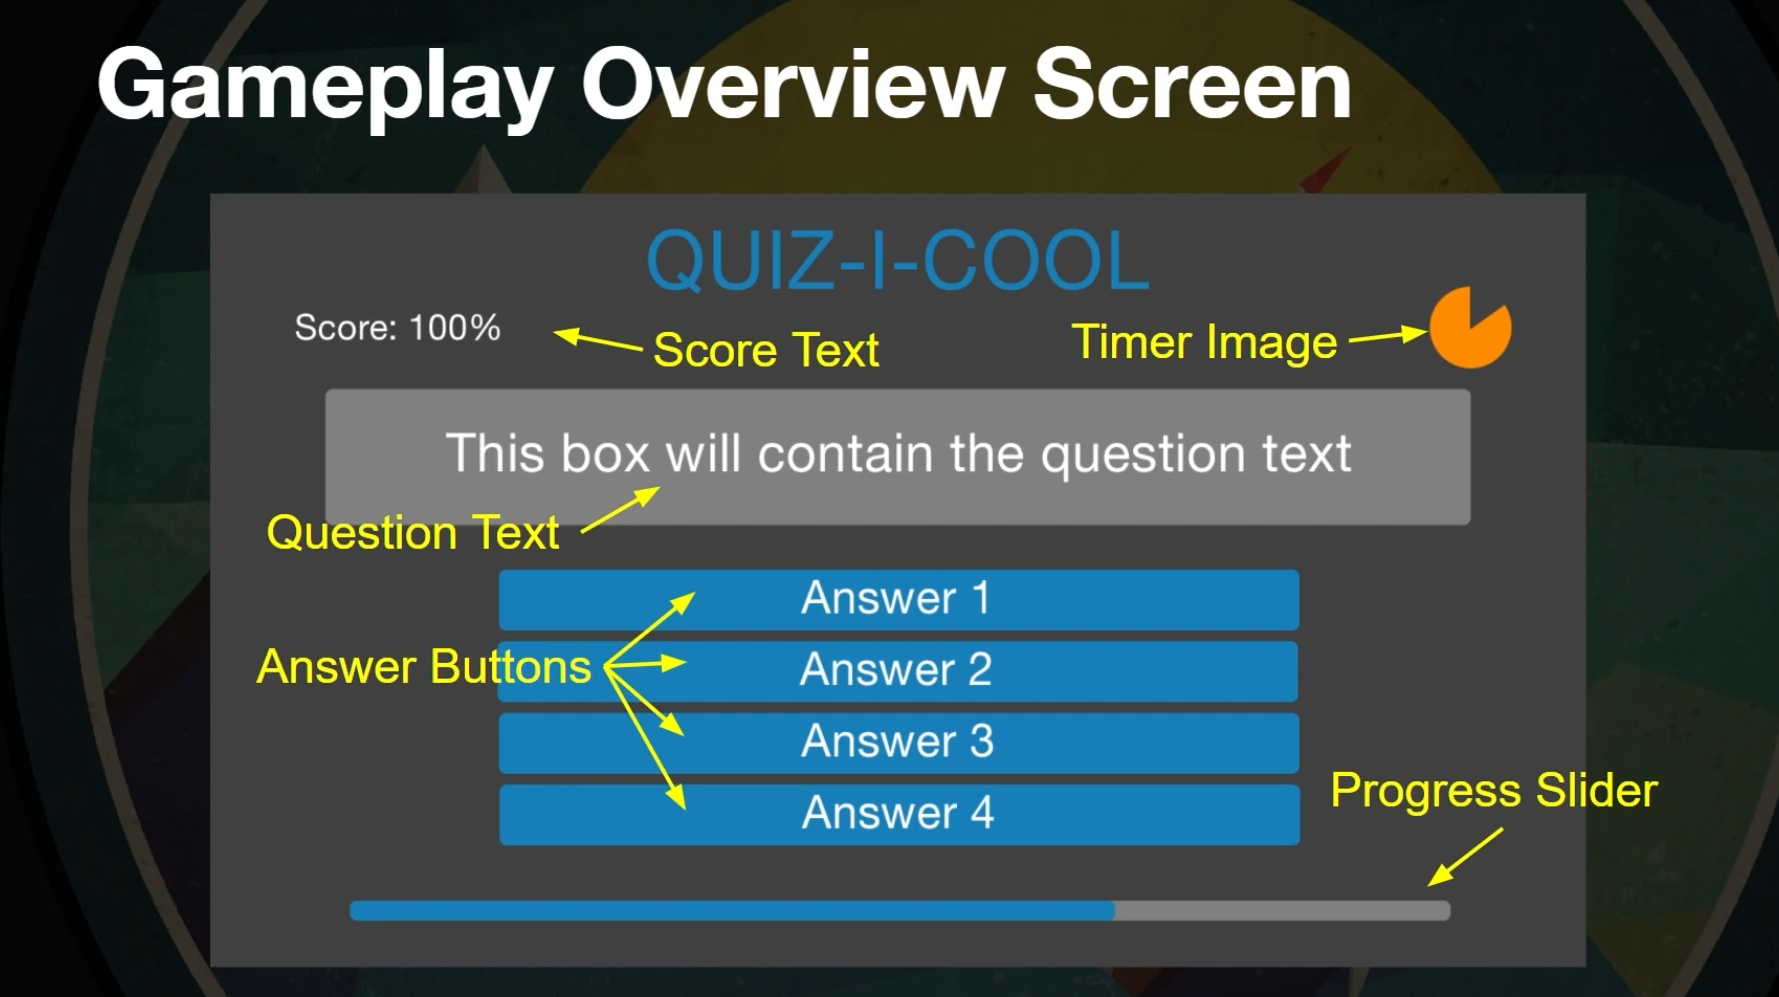 Gameplay Overview Screen
QUIZ-I-COOL
Score: 100%
Score Text
Timer Image
This box will contain the question text
Question Text
Answer 1
Answer Buttons
Answer 2
Answer 3
Answer 4
Progress Slider